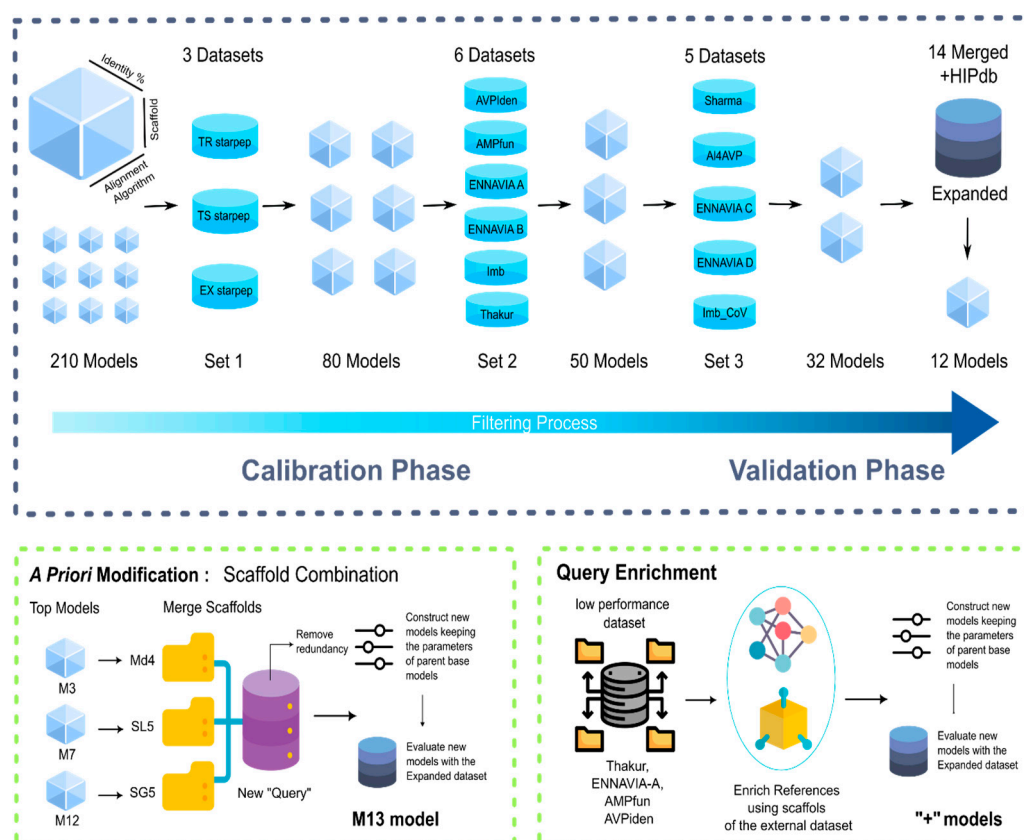 Identity %
Scaffold
Alignment
Algorithm
210 Models
3 Datasets
TR starpep
TS starpep
EX starpep
Set 1
80 Models
6 Datasets
AVPIden
AMPfun
ENNAVIA A
ENNAVIA B
Imb
Thakur
Set 2
50 Models
5 Datasets
Sharma
AI4AVP
ENNAVIA C
ENNAVIA D
Imb_CoV
Set 3
32 Models
14 Merged
+HIPdb
Expanded
12 Models
Filtering Process
Calibration Phase
Validation Phase
A Priori Modification : Scaffold Combination
Top Models
Merge Scaffolds
M3
Md4
M7
SL5
M12
SG5
Remove
redundancy
New "Query"
Construct new
models keeping
the parameters
of parent base
models
Evaluate new
models with the
Expanded dataset
M13 model
Query Enrichment
low performance
dataset
Thakur,
ENNAVIA-A,
AMPfun
AVPiden
Enrich References
using scaffols
of the external dataset
Construct new
models keeping
the parameters
of parent base
models
Evaluate new
models with the
Expanded dataset
"+" models